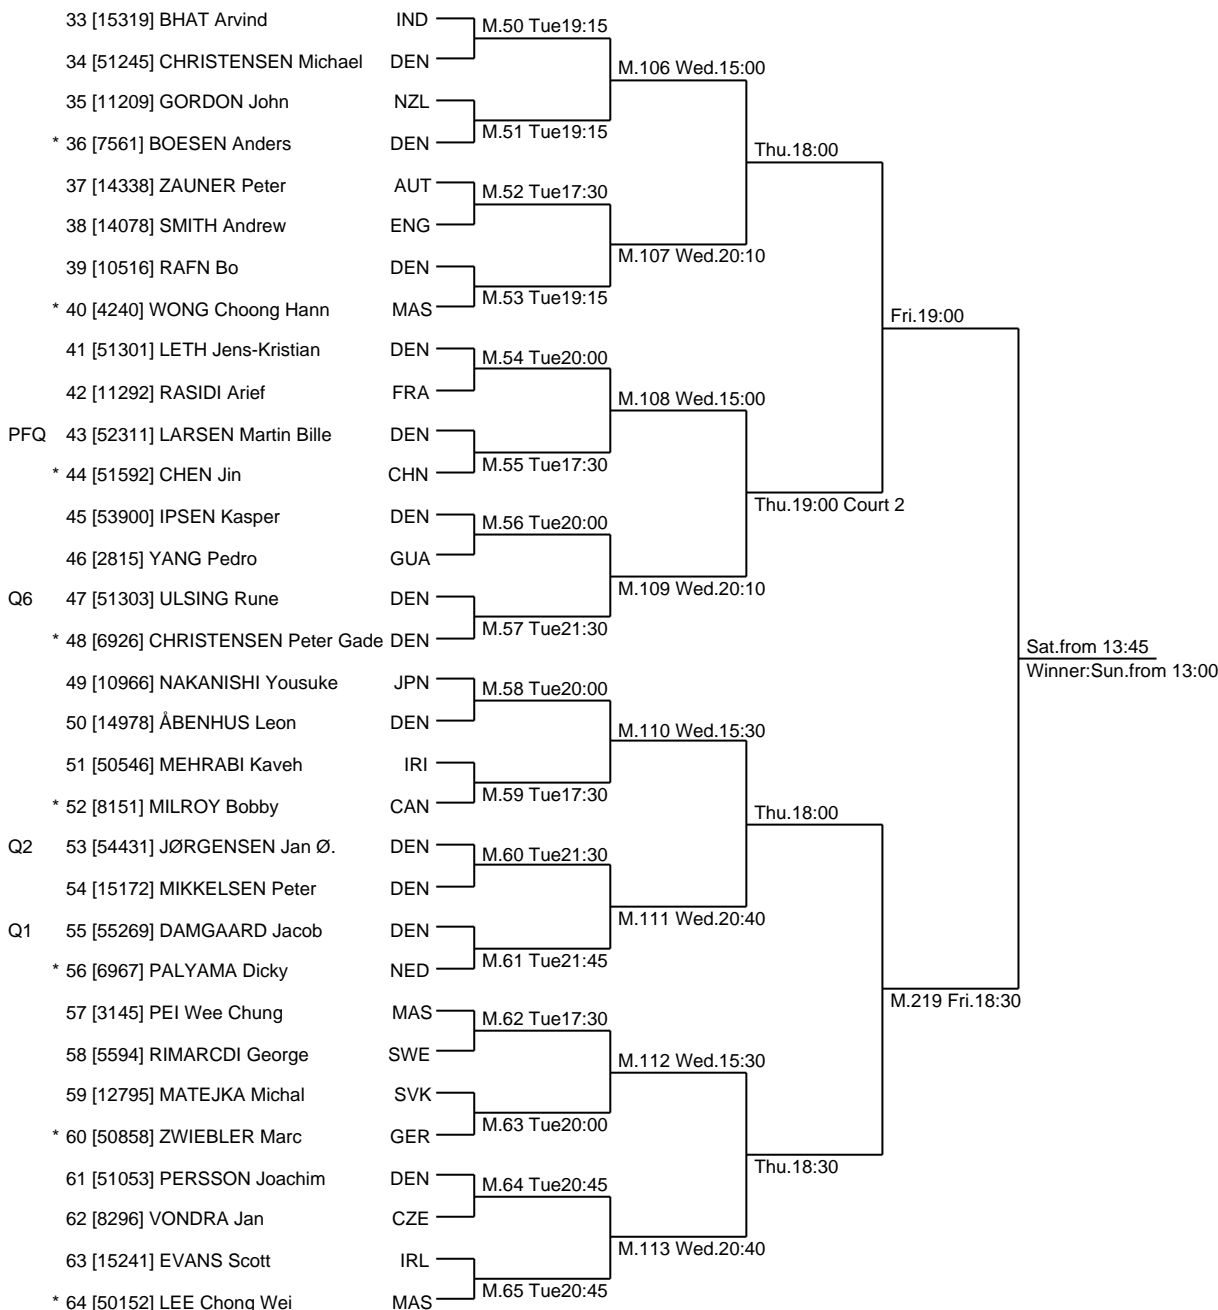 33 [15319] BHAT Arvind IND
M.50 Tue19:15
34 [51245] CHRISTENSEN Michael DEN
M.106 Wed.15:00
35 [11209] GORDON John NZL
M.51 Tue19:15
* 36 [7561] BOESEN Anders DEN
Thu.18:00
37 [14338] ZAUNER Peter AUT
M.52 Tue17:30
38 [14078] SMITH Andrew ENG
M.107 Wed.20:10
39 [10516] RAFN Bo DEN
M.53 Tue19:15
* 40 [4240] WONG Choong Hann MAS
Fri.19:00
41 [51301] LETH Jens-Kristian DEN
M.54 Tue20:00
42 [11292] RASIDI Arief FRA
M.108 Wed.15:00
PFQ 43 [52311] LARSEN Martin Bille DEN
M.55 Tue17:30
* 44 [51592] CHEN Jin CHN
Thu.19:00 Court 2
45 [53900] IPSEN Kasper DEN
M.56 Tue20:00
46 [2815] YANG Pedro GUA
M.109 Wed.20:10
Q6 47 [51303] ULSING Rune DEN
M.57 Tue21:30
* 48 [6926] CHRISTENSEN Peter Gade DEN
Sat.from 13:45
Winner:Sun.from 13:00
49 [10966] NAKANISHI Yousuke JPN
M.58 Tue20:00
50 [14978] ÅBENHUS Leon DEN
M.110 Wed.15:30
51 [50546] MEHRABI Kaveh IRI
M.59 Tue17:30
* 52 [8151] MILROY Bobby CAN
Thu.18:00
Q2 53 [54431] JØRGENSEN Jan Ø. DEN
M.60 Tue21:30
54 [15172] MIKKELSEN Peter DEN
M.111 Wed.20:40
Q1 55 [55269] DAMGAARD Jacob DEN
M.61 Tue21:45
* 56 [6967] PALYAMA Dicky NED
M.219 Fri.18:30
57 [3145] PEI Wee Chung MAS
M.62 Tue17:30
58 [5594] RIMARCDI George SWE
M.112 Wed.15:30
59 [12795] MATEJKA Michal SVK
M.63 Tue20:00
* 60 [50858] ZWIEBLER Marc GER
Thu.18:30
61 [51053] PERSSON Joachim DEN
M.64 Tue20:45
62 [8296] VONDRA Jan CZE
M.113 Wed.20:40
63 [15241] EVANS Scott IRL
M.65 Tue20:45
* 64 [50152] LEE Chong Wei MAS